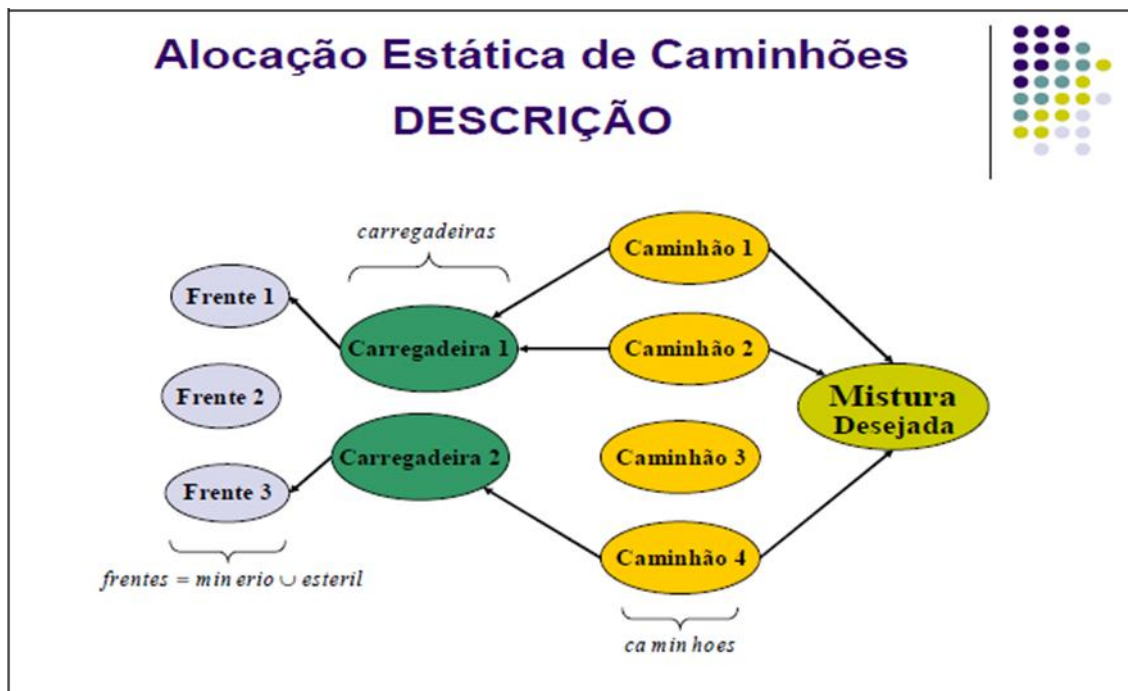 Alocação Estática de Caminhões
DESCRIÇÃO
carregadeiras
Frente 1
Frente 2
Frente 3
Carregadeira 1
Carregadeira 2
Caminhão 1
Caminhão 2
Caminhão 3
Caminhão 4
Mistura
Desejada
frentes = min erio ∪ esteril
ca min hoes